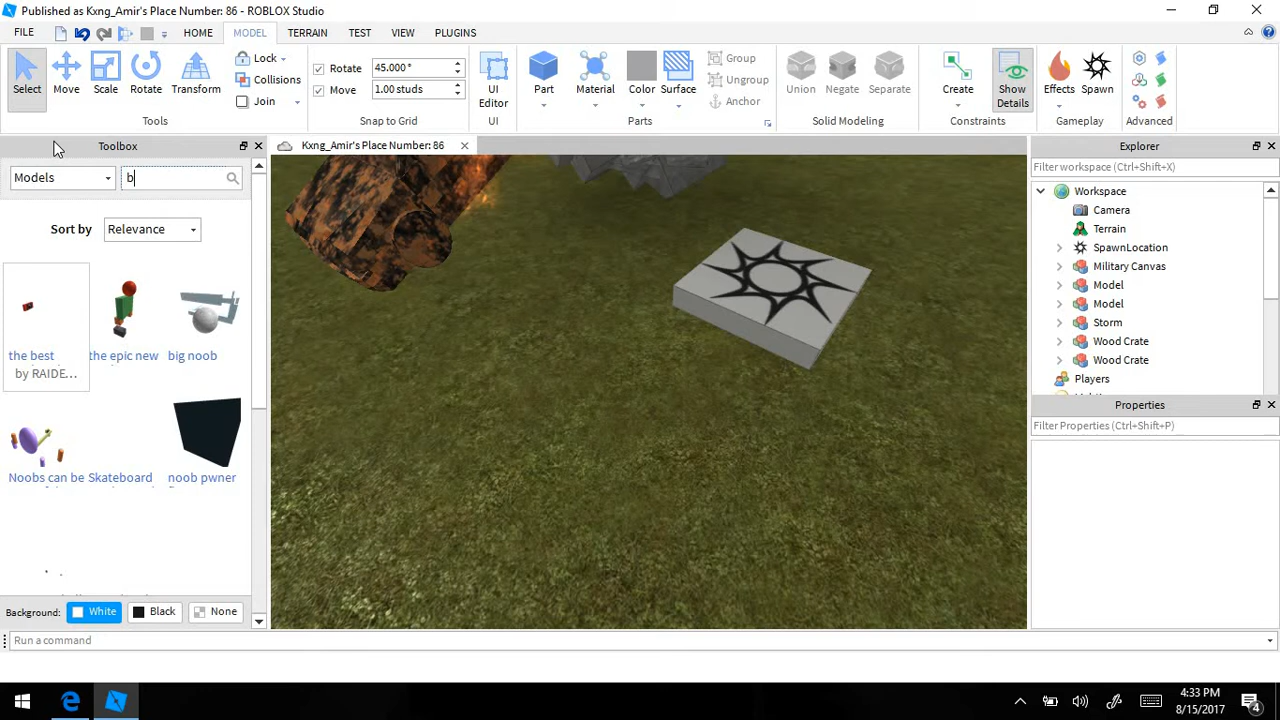 Published as Kxng_Amir's Place Number: 86 - ROBLOX Studio
FILE HOME MODEL TERRAIN TEST VIEW PLUGINS
Select Move Scale Rotate Transform
Lock
Collisions
Join
Tools
Rotate 45.000 °
Move 1.00 studs
Snap to Grid
UI Editor
UI
Part Material Color Surface
Group
Ungroup
Anchor
Parts
Union Negate Separate
Solid Modeling
Create Show Details
Constraints
Effects Spawn
Gameplay
Advanced
Toolbox
Models b
Sort by Relevance
the best the epic new big noob
by RAIDE...
Noobs can be Skateboard noob pwner
Background: White Black None
Kxng_Amir's Place Number: 86
Explorer
Filter workspace (Ctrl+Shift+X)
Workspace
Camera
Terrain
SpawnLocation
Military Canvas
Model
Model
Storm
Wood Crate
Wood Crate
Players
Properties
Filter Properties (Ctrl+Shift+P)
Run a command
4:33 PM
8/15/2017
4